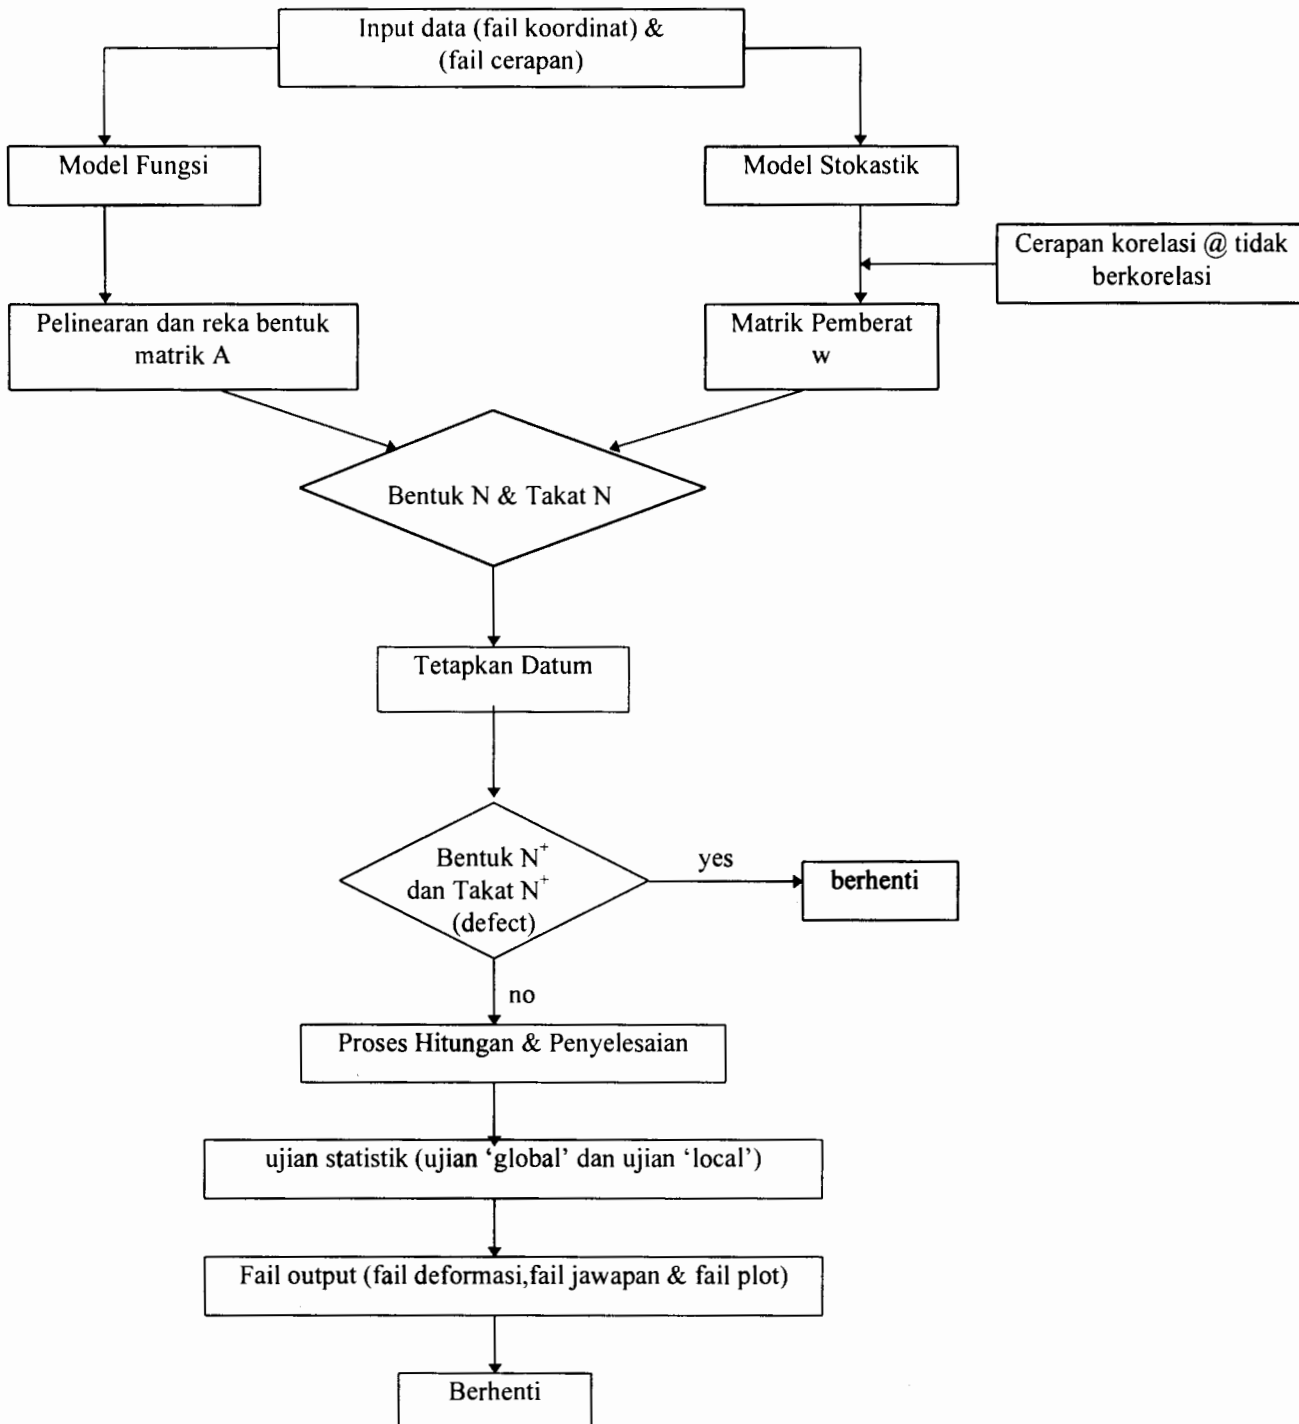 Input data (fail koordinat) &
(fail cerapan)
Model Fungsi
Model Stokastik
Cerapan korelasi @ tidak
berkorelasi
Pelinearan dan reka bentuk
matrik A
Matrik Pemberat
w
Bentuk N & Takat N
Tetapkan Datum
Bentuk N⁺
dan Takat N⁺
(defect)
yes
berhenti
no
Proses Hitungan & Penyelesaian
ujian statistik (ujian ‘global’ dan ujian ‘local’)
Fail output (fail deformasi,fail jawapan & fail plot)
Berhenti